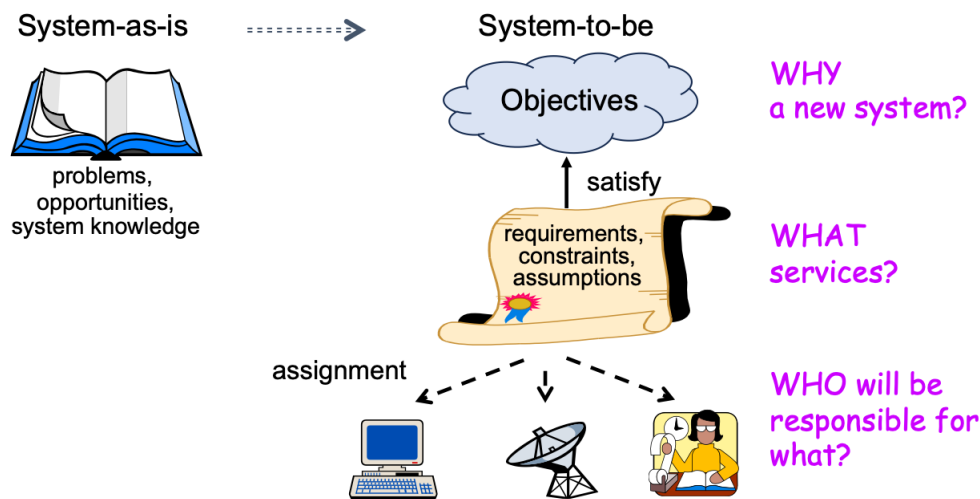 System-as-is
System-to-be
Objectives
WHY
a new system?
problems,
opportunities,
system knowledge
satisfy
requirements,
constraints,
assumptions
WHAT
services?
assignment
WHO will be
responsible for
what?